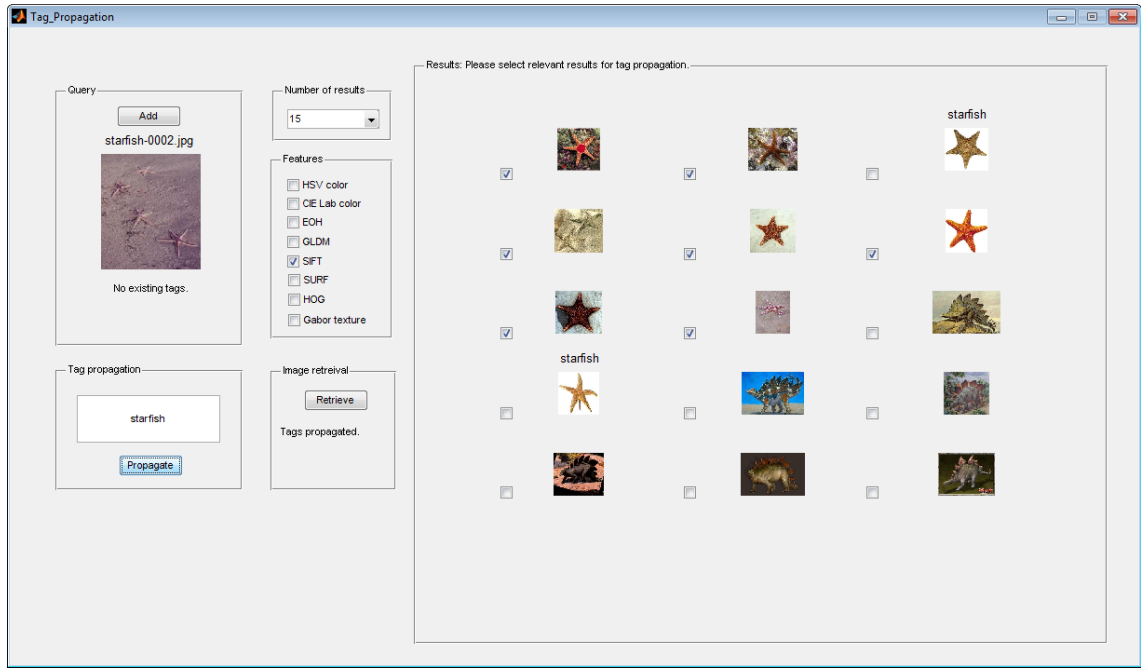 Tag_Propagation
Query
Add
starfish-0002.jpg
No existing tags.
Number of results
15
Features
HSV color
CIE Lab color
EOH
GLDM
SIFT
SURF
HOG
Gabor texture
Tag propagation
starfish
Propagate
Image retreival
Retrieve
Tags propagated.
Results: Please select relevant results for tag propagation.
starfish
starfish